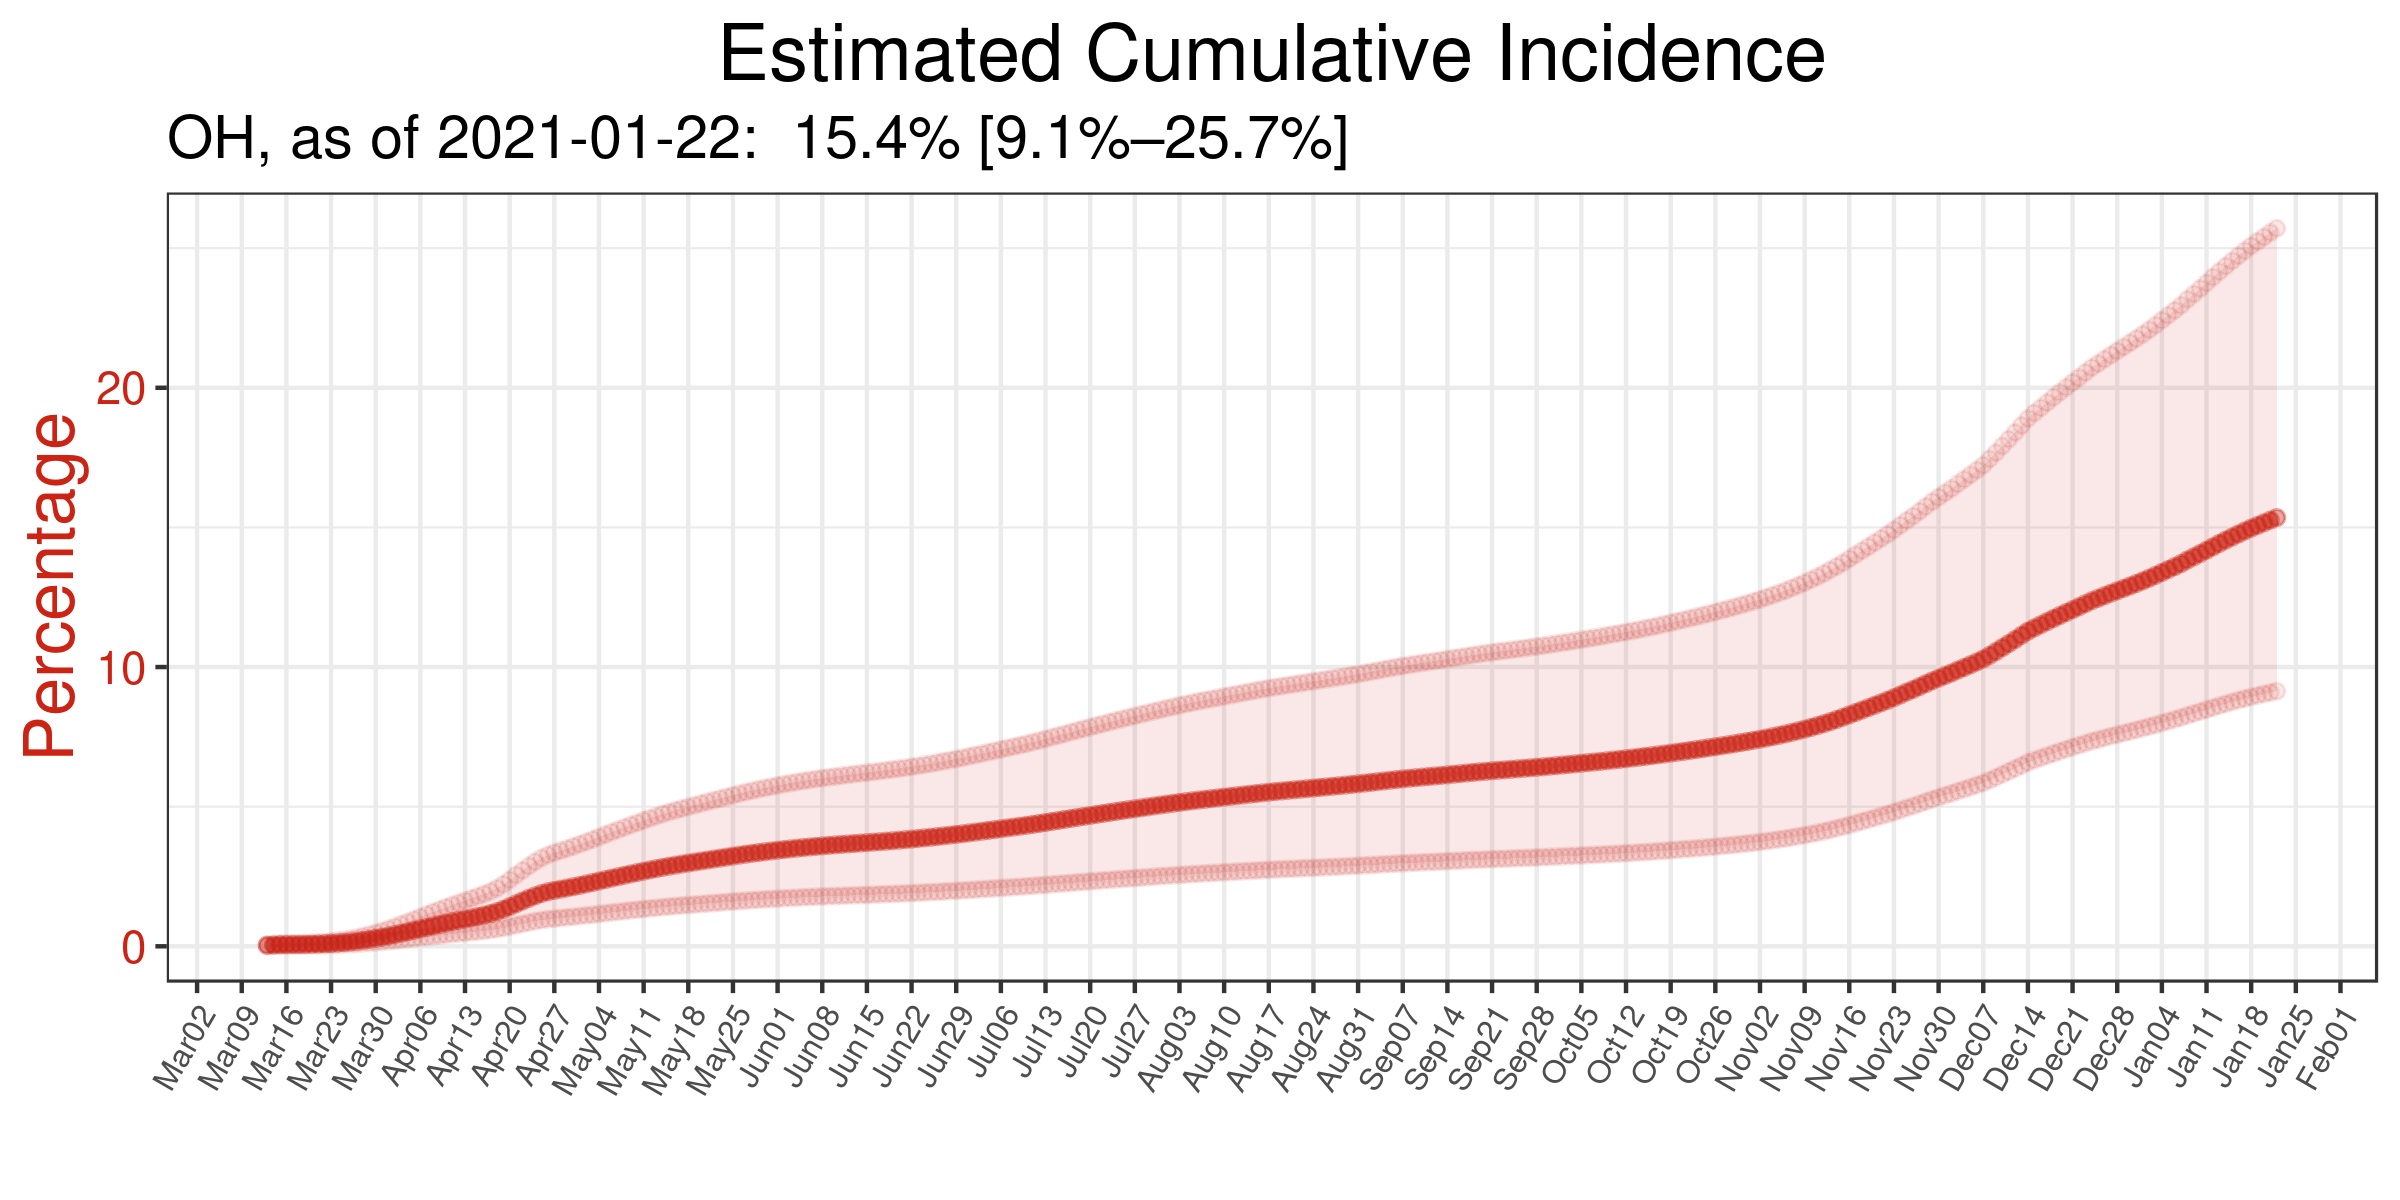 Estimated Cumulative Incidence
OH, as of 2021-01-22:  15.4% [9.1%–25.7%]
Percentage
20
10
0
Mar02
Mar09
Mar16
Mar23
Mar30
Apr06
Apr13
Apr20
Apr27
May04
May11
May18
May25
Jun01
Jun08
Jun15
Jun22
Jun29
Jul06
Jul13
Jul20
Jul27
Aug03
Aug10
Aug17
Aug24
Aug31
Sep07
Sep14
Sep21
Sep28
Oct05
Oct12
Oct19
Oct26
Nov02
Nov09
Nov16
Nov23
Nov30
Dec07
Dec14
Dec21
Dec28
Jan04
Jan11
Jan18
Jan25
Feb01